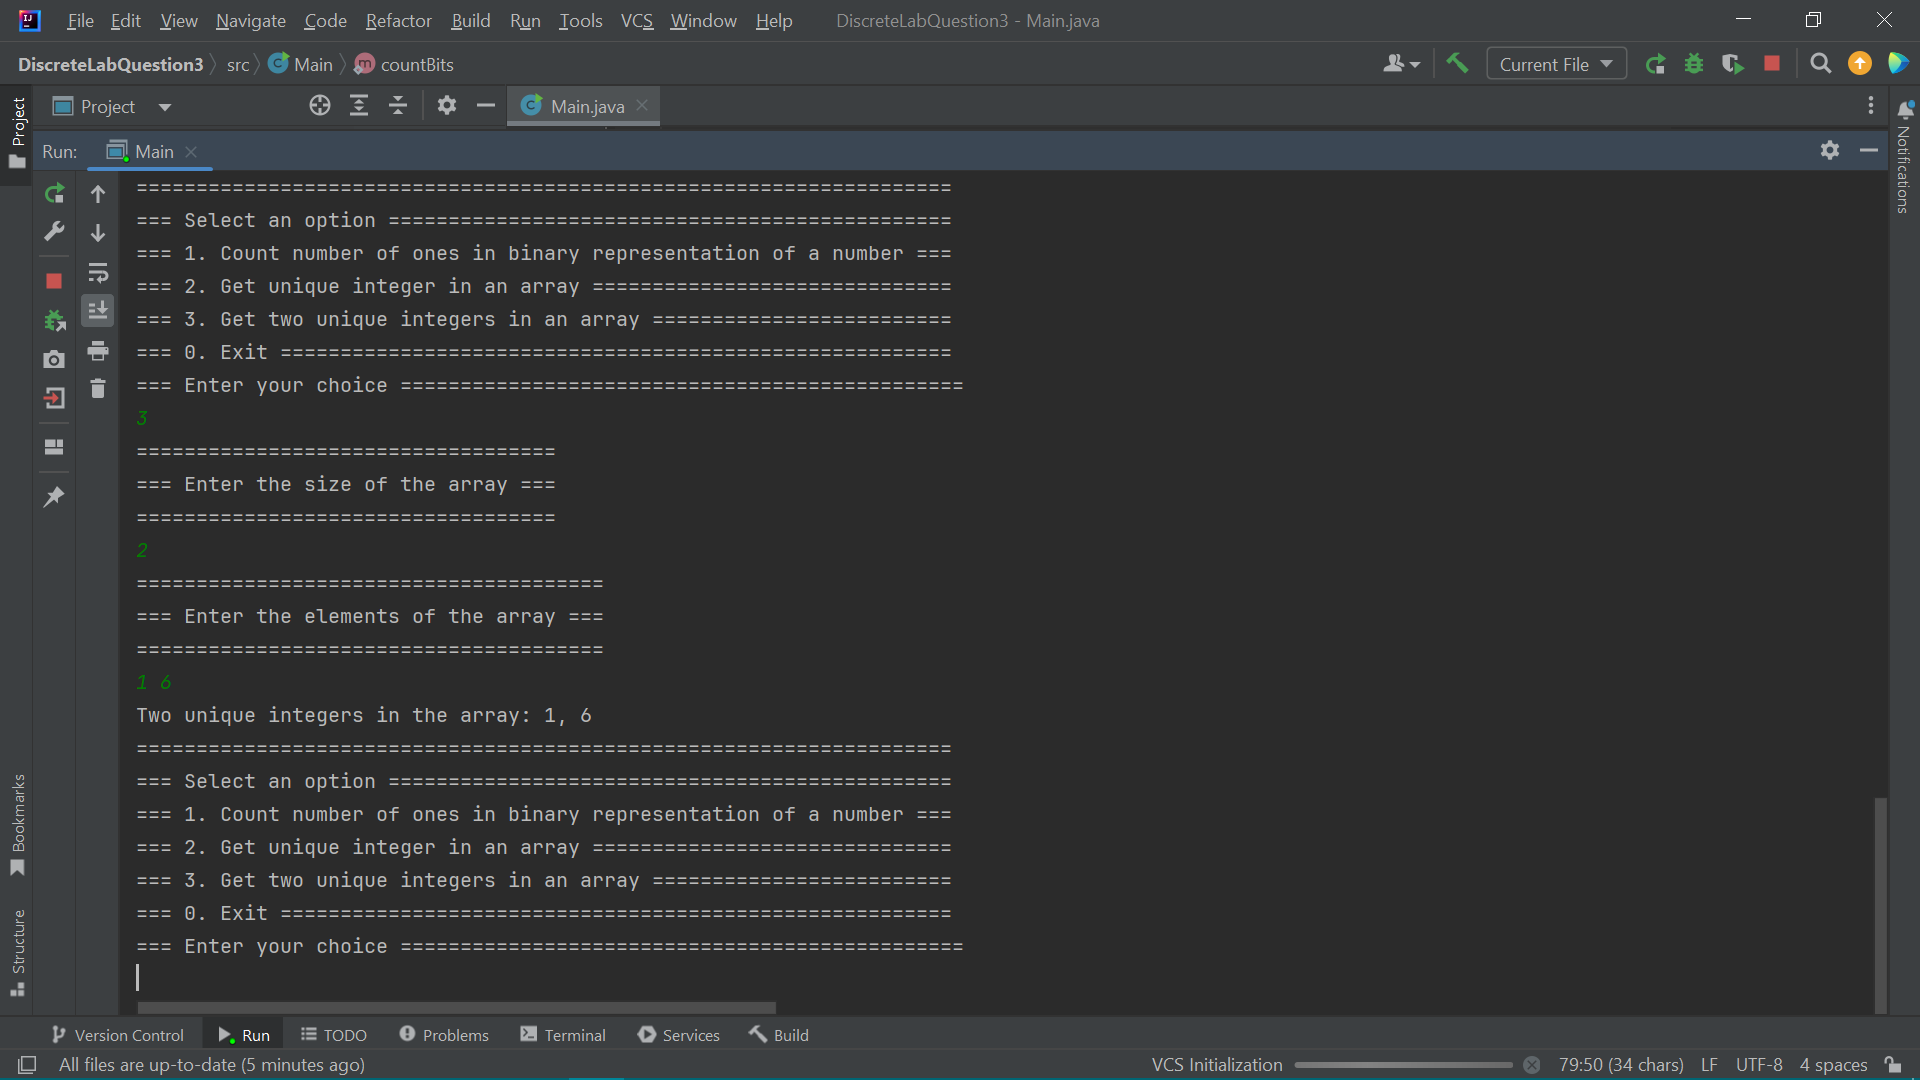 File Edit View Navigate Code Refactor Build Run Tools VCS Window Help DiscreteLabQuestion3 - Main.java
DiscreteLabQuestion3 src Main countBits Current File
Project Main.java
Run: Main
====================================================================
=== Select an option ===============================================
=== 1. Count number of ones in binary representation of a number ===
=== 2. Get unique integer in an array ==============================
=== 3. Get two unique integers in an array =========================
=== 0. Exit ========================================================
=== Enter your choice ===============================================
3
===================================
=== Enter the size of the array ===
===================================
2
=======================================
=== Enter the elements of the array ===
=======================================
1 6
Two unique integers in the array: 1, 6
====================================================================
=== Select an option ===============================================
=== 1. Count number of ones in binary representation of a number ===
=== 2. Get unique integer in an array ==============================
=== 3. Get two unique integers in an array =========================
=== 0. Exit ========================================================
=== Enter your choice ===============================================
Project
Bookmarks
Structure
Notifications
Version Control Run TODO Problems Terminal Services Build
All files are up-to-date (5 minutes ago) VCS Initialization 79:50 (34 chars) LF UTF-8 4 spaces